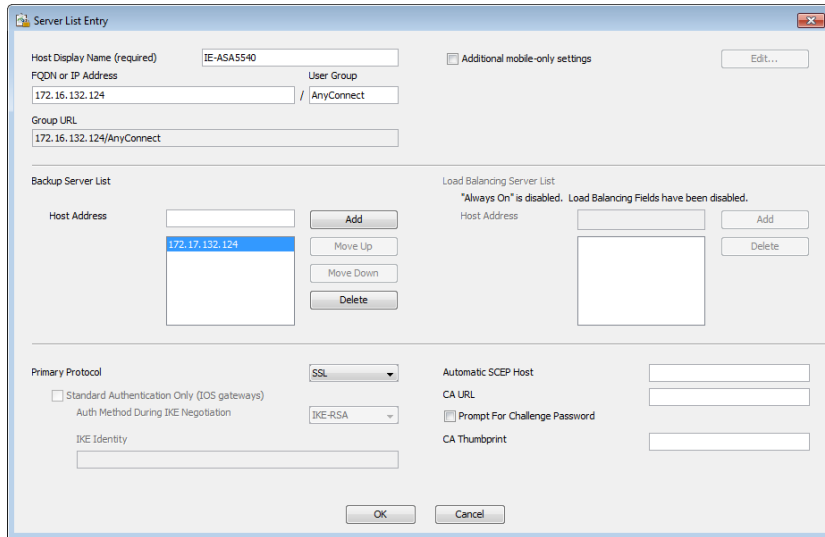 Server List Entry
Host Display Name (required) IE-ASA5540
Additional mobile-only settings Edit...
FQDN or IP Address User Group
172.16.132.124 / AnyConnect
Group URL
172.16.132.124/AnyConnect
Backup Server List
Load Balancing Server List
"Always On" is disabled. Load Balancing Fields have been disabled.
Host Address Add
Host Address Add
172.17.132.124 Move Up
Delete
Move Down
Delete
Primary Protocol SSL
Automatic SCEP Host
Standard Authentication Only (IOS gateways)
CA URL
Auth Method During IKE Negotiation IKE-RSA
Prompt For Challenge Password
IKE Identity
CA Thumbprint
OK Cancel